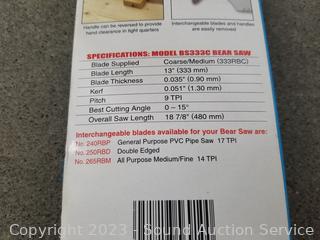 Handle can be reversed to provide
hand clearance in tight quarters
Interchangeable blades and handles
are easily removed
SPECIFICATIONS: MODEL BS333C BEAR SAW
Blade Supplied Coarse/Medium (333RBC)
Blade Length 13" (333 mm)
Blade Thickness 0.035" (0.90 mm)
Kerf 0.051" (1.30 mm)
Pitch 9 TPI
Best Cutting Angle 0 – 15°
Overall Saw Length 18 7/8" (480 mm)
Interchangeable blades available for your Bear Saw are:
No. 240RBP General Purpose PVC Pipe Saw 17 TPI
No. 250RBD Double Edged
No. 265RBM All Purpose Medium/Fine 14 TPI
Copyright 2023 - Sound Auction Service